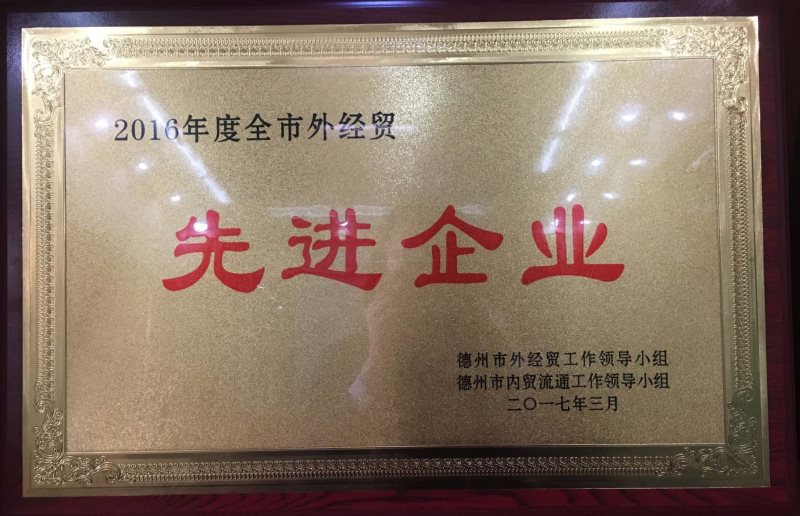 2016年度全市外经贸
先进企业
德州市外经贸工作领导小组
德州市内贸流通工作领导小组
二〇一七年三月